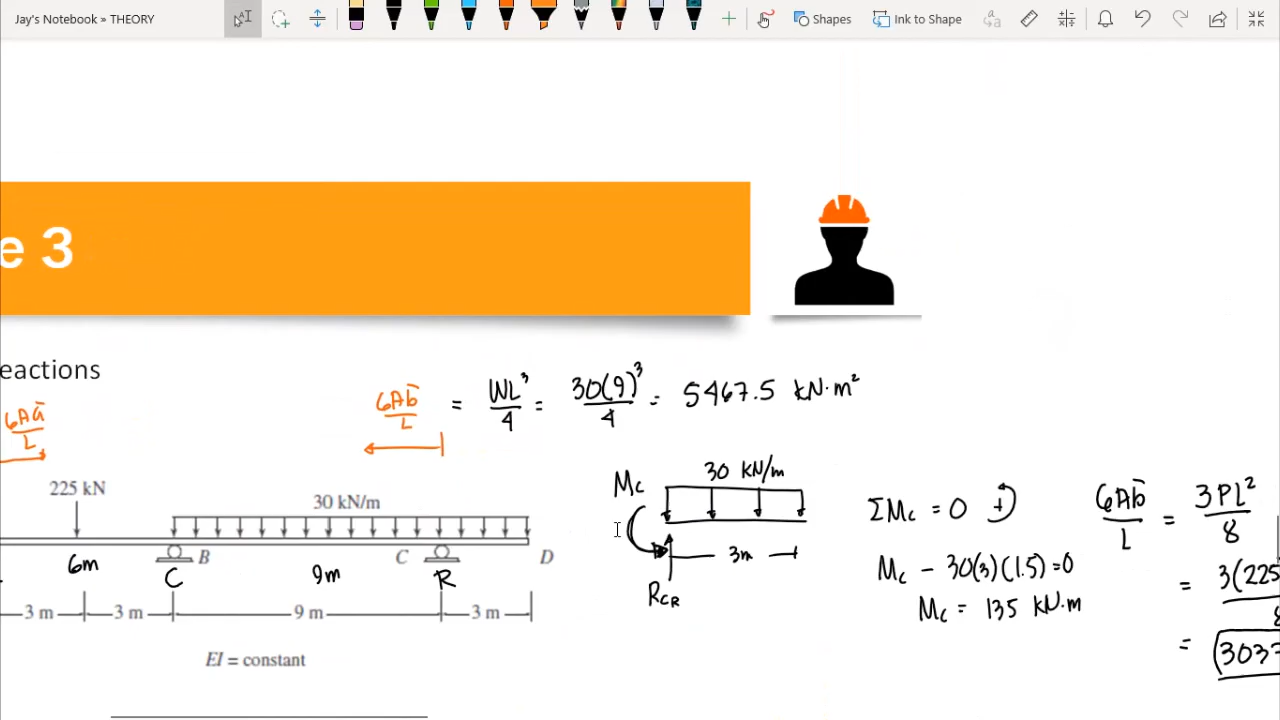 Jay's Notebook » THEORY
Shapes
Ink to Shape
e 3
eactions
6Aā/L
6Ab̄/L = WL³/4 = 30(9)³/4 = 5467.5 kN·m²
225 kN
30 kN/m
6m
B
C
9m
C
R
D
3 m
3 m
9 m
3 m
EI = constant
Mc
30 kN/m
3m
RCR
ΣMc = 0 +
Mc - 30(3)(1.5)=0
Mc = 135 kN·m
6Ab̄/L = 3PL²/8
= 3(225
8
= 3037